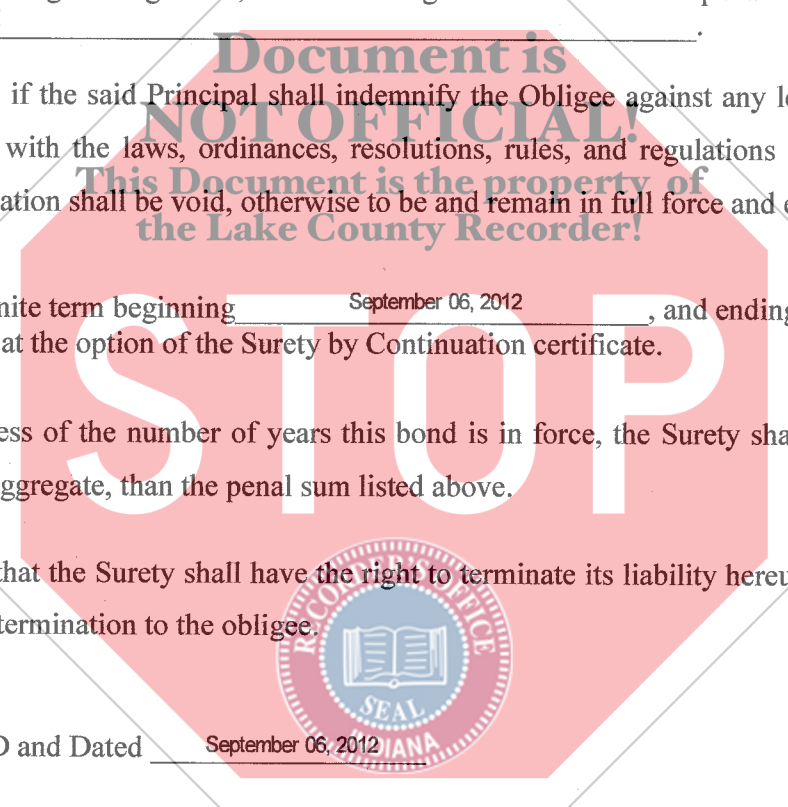 Document is
if the said Principal shall indemnify the Obligee against any
NOT OFFICIAL!
with the laws, ordinances, resolutions, rules, and regulations
This Document is the property of
ation shall be void, otherwise to be and remain in full force and
the Lake County Recorder!
nite term beginning September 06, 2012, and ending
at the option of the Surety by Continuation certificate.
STOP
ess of the number of years this bond is in force, the Surety sha
ggregate, than the penal sum listed above.
that the Surety shall have the right to terminate its liability hereu
termination to the obligee.
RECORDER'S OFFICE
SEAL
INDIANA
D and Dated September 06, 2012